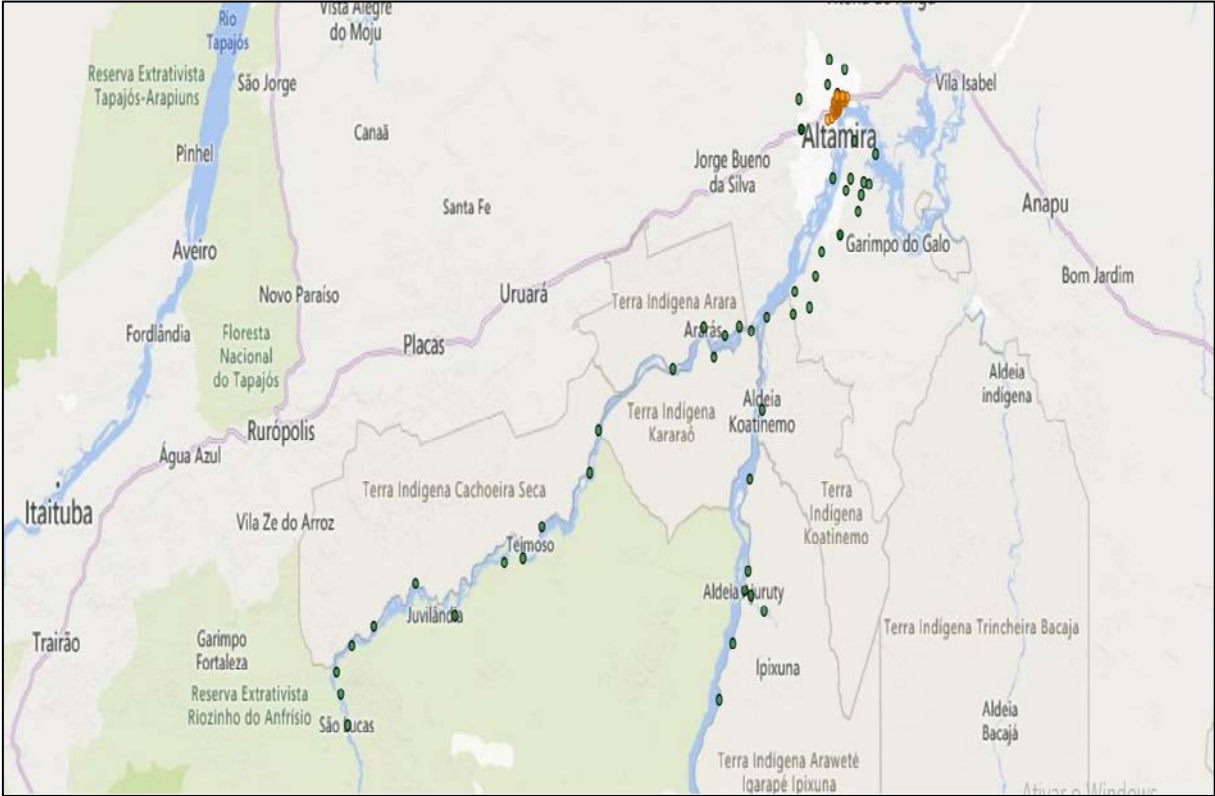 Vista Alegre
do Moju
Rio
Tapajós
Reserva Extrativista
Tapajós-Arapiuns
São Jorge
Vila Isabel
Canaã
Altamira
Pinhel
Jorge Bueno
da Silva
Santa Fe
Anapu
Aveiro
Garimpo do Galo
Bom Jardim
Novo Paraíso
Uruará
Terra Indígena Arara
Fordlândia
Floresta
Nacional
do Tapajós
Placas
Araras
Aldeia
indígena
Aldeia
Koatinemo
Terra Indígena
Kararaô
Rurópolis
Água Azul
Terra Indígena Cachoeira Seca
Terra
Indígena
Koatinemo
Itaituba
Vila Ze do Arroz
Teimoso
Aldeia Juruty
Juvilândia
Terra Indígena Trincheira Bacaja
Trairão
Garimpo
Fortaleza
Ipixuna
Reserva Extrativista
Riozinho do Anfrísio
São Lucas
Aldeia
Bacajá
Terra Indígena Araweté
Igarapé Ipixuna
Ativar o Windows